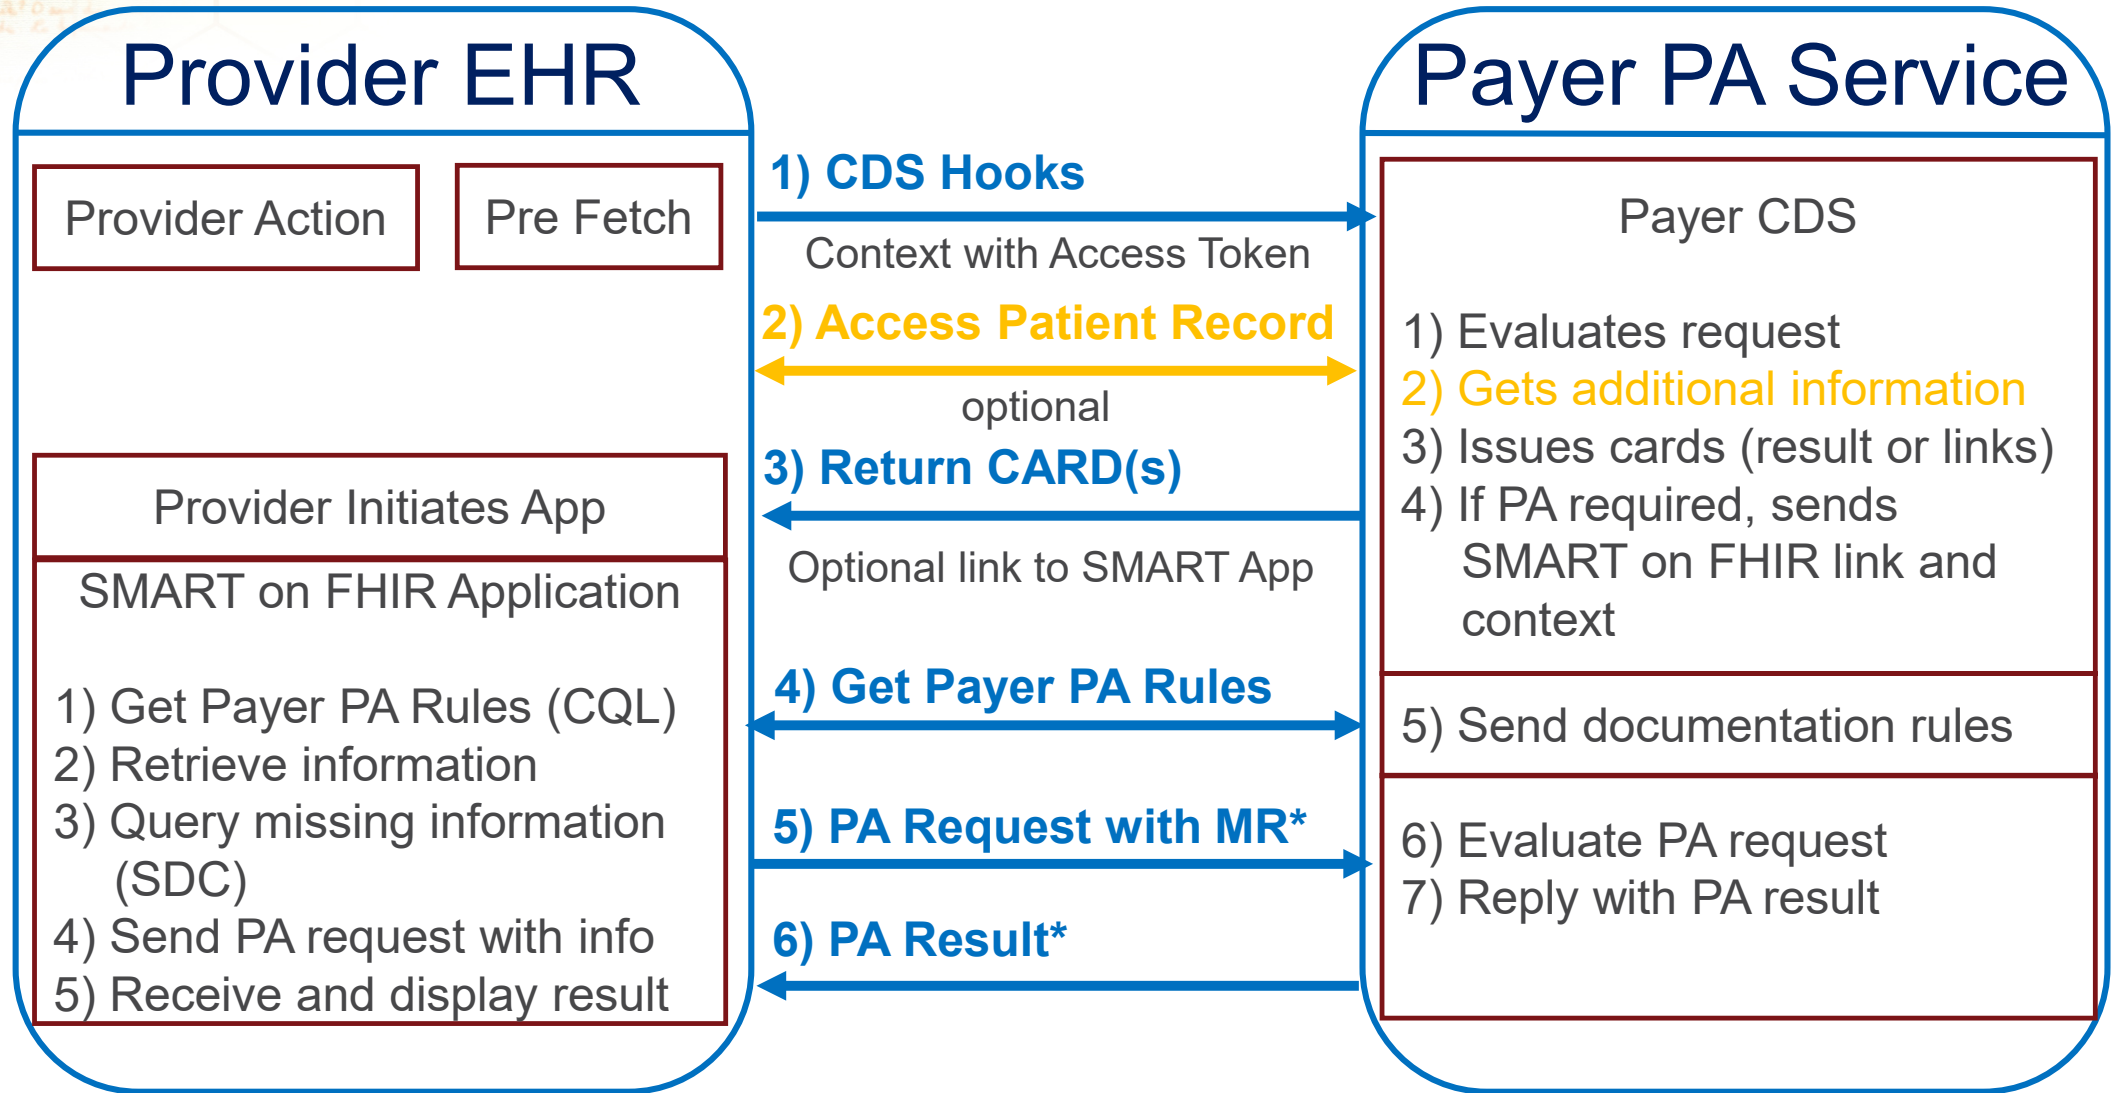 Provider EHR
Provider Action
Pre Fetch
Provider Initiates App
SMART on FHIR Application
1) Get Payer PA Rules (CQL)
2) Retrieve information
3) Query missing information
(SDC)
4) Send PA request with info
5) Receive and display result
1) CDS Hooks
Context with Access Token
2) Access Patient Record
optional
3) Return CARD(s)
Optional link to SMART App
4) Get Payer PA Rules
5) PA Request with MR*
6) PA Result*
Payer PA Service
Payer CDS
1) Evaluates request
2) Gets additional information
3) Issues cards (result or links)
4) If PA required, sends
SMART on FHIR link and
context
5) Send documentation rules
6) Evaluate PA request
7) Reply with PA result